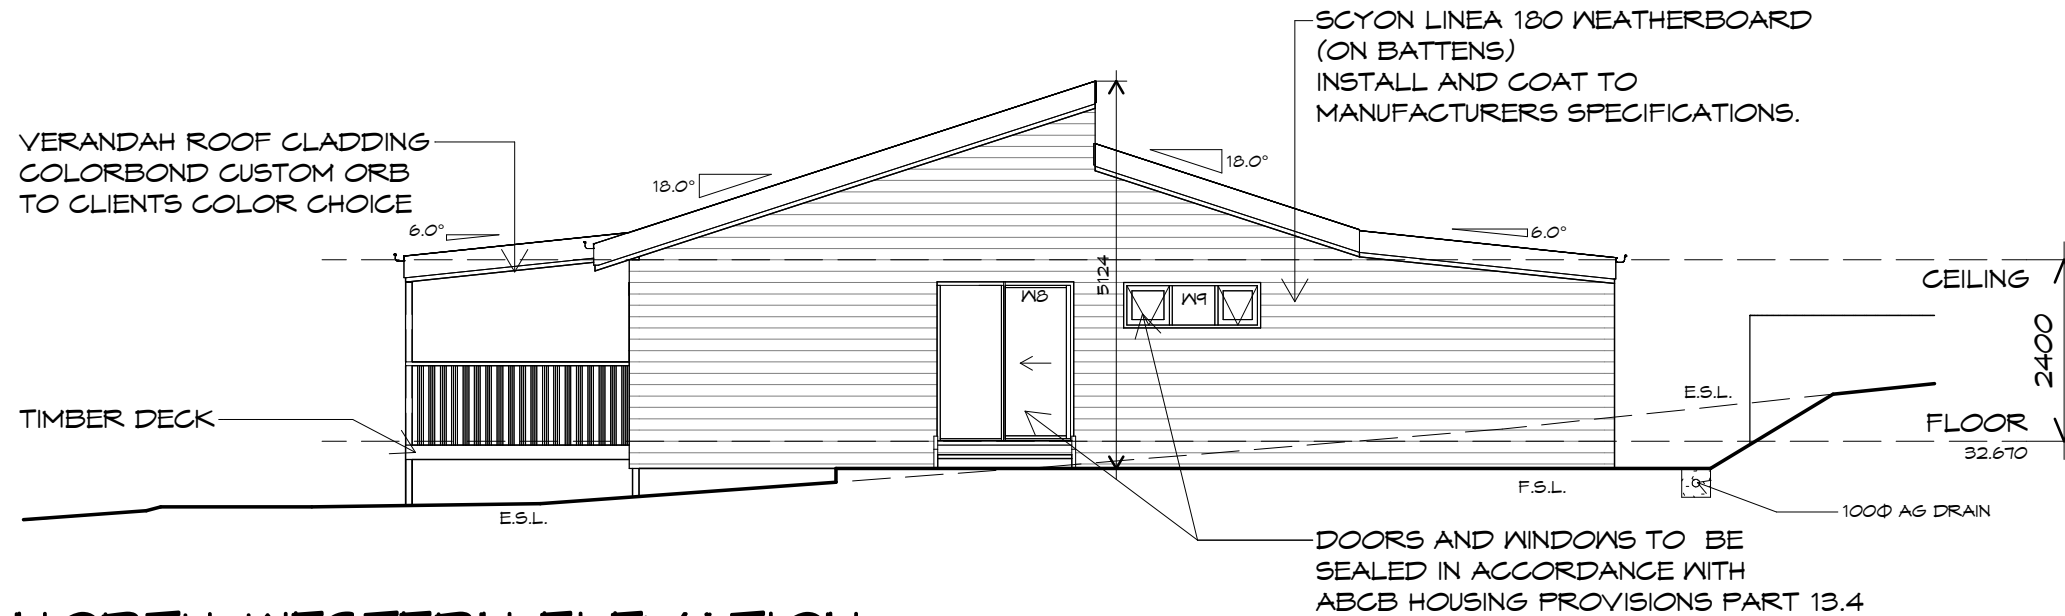 SCYON LINEA 180 WEATHERBOARD
(ON BATTENS)
INSTALL AND COAT TO
MANUFACTURERS SPECIFICATIONS.
VERANDAH ROOF CLADDING
COLORBOND CUSTOM ORB
TO CLIENTS COLOR CHOICE
18.0°
18.0°
6.0°
6.0°
5124
CEILING
W8
W9
2400
E.S.L.
TIMBER DECK
FLOOR
32.670
F.S.L.
E.S.L.
100Φ AG DRAIN
DOORS AND WINDOWS TO BE
SEALED IN ACCORDANCE WITH
ABCB HOUSING PROVISIONS PART 13.4
NORTH WESTERN ELEVATION